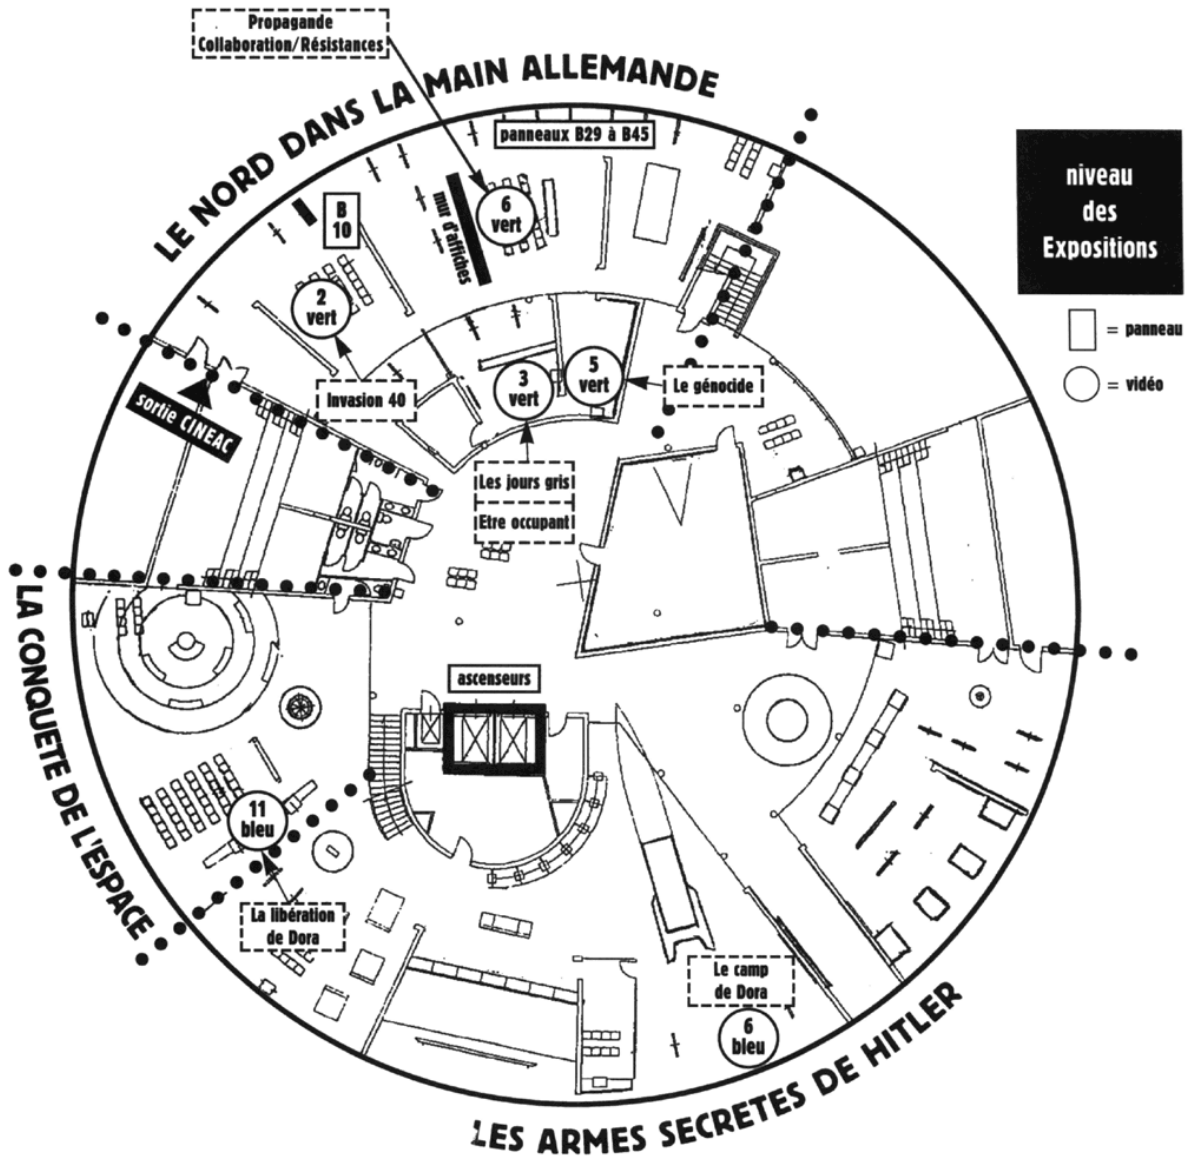 Propagande
Collaboration/Résistances
LE NORD DANS LA MAIN ALLEMANDE
panneaux B29 à B45
niveau
des
Expositions
B
10
mur d'affiches
6
vert
2
vert
= panneau
3
vert
5
vert
Le génocide
= vidéo
sortie CINEAC
Invasion 40
Les jours gris
Etre occupant
LA CONQUETE DE L'ESPACE
ascenseurs
11
bleu
La libération
de Dora
Le camp
de Dora
6
bleu
LES ARMES SECRETES DE HITLER